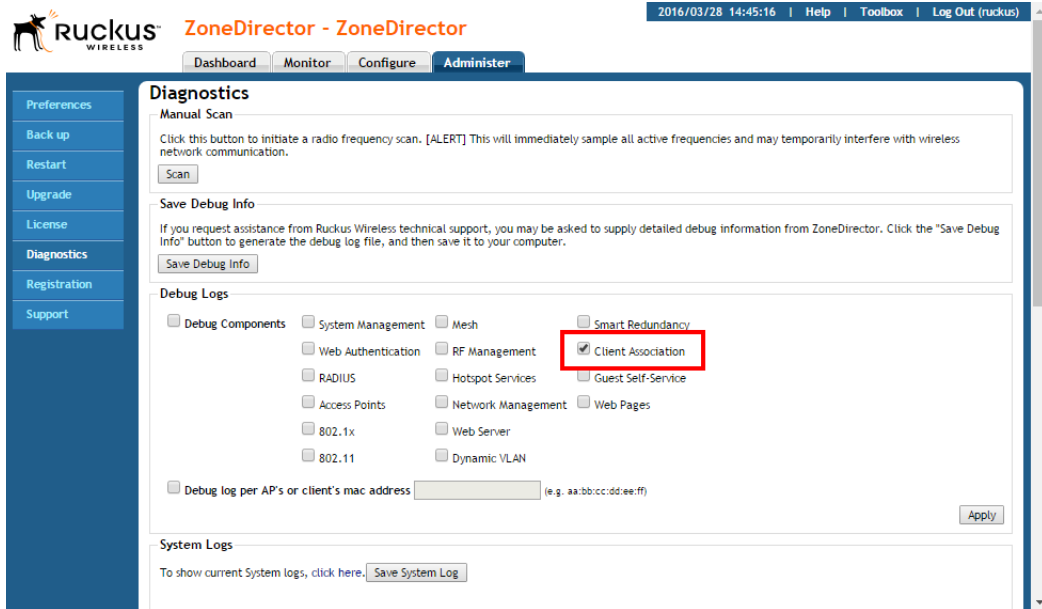 2016/03/28 14:45:16 | Help | Toolbox | Log Out (ruckus)
RUCKUS™
WIRELESS
ZoneDirector - ZoneDirector
Dashboard Monitor Configure Administer
Preferences
Back up
Restart
Upgrade
License
Diagnostics
Registration
Support
Diagnostics
Manual Scan
Click this button to initiate a radio frequency scan. [ALERT] This will immediately sample all active frequencies and may temporarily interfere with wireless
network communication.
Scan
Save Debug Info
If you request assistance from Ruckus Wireless technical support, you may be asked to supply detailed debug information from ZoneDirector. Click the "Save Debug
Info" button to generate the debug log file, and then save it to your computer.
Save Debug Info
Debug Logs
Debug Components System Management Mesh Smart Redundancy
Web Authentication RF Management Client Association
RADIUS Hotspot Services Guest Self-Service
Access Points Network Management Web Pages
802.1x Web Server
802.11 Dynamic VLAN
Debug log per AP's or client's mac address (e.g. aa:bb:cc:dd:ee:ff)
Apply
System Logs
To show current System logs, click here. Save System Log